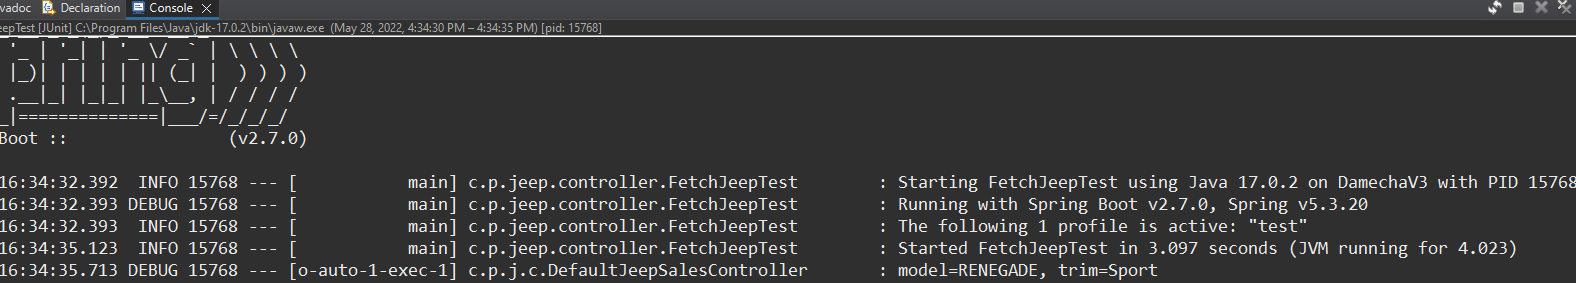 vadoc Declaration Console
eepTest [JUnit] C:\Program Files\Java\jdk-17.0.2\bin\javaw.exe (May 28, 2022, 4:34:30 PM – 4:34:35 PM) [pid: 15768]
'_ | '_| | '_ \/ _` | \ \ \ \
|_)| | | | | || (_| |  ) ) ) )
.__|_| |_|_| |_\__, | / / / /
_|==============|___/=/_/_/_/
Boot ::                (v2.7.0)
16:34:32.392  INFO 15768 --- [           main] c.p.jeep.controller.FetchJeepTest        : Starting FetchJeepTest using Java 17.0.2 on DamechaV3 with PID 15768
16:34:32.393 DEBUG 15768 --- [           main] c.p.jeep.controller.FetchJeepTest        : Running with Spring Boot v2.7.0, Spring v5.3.20
16:34:32.393  INFO 15768 --- [           main] c.p.jeep.controller.FetchJeepTest        : The following 1 profile is active: "test"
16:34:35.123  INFO 15768 --- [           main] c.p.jeep.controller.FetchJeepTest        : Started FetchJeepTest in 3.097 seconds (JVM running for 4.023)
16:34:35.713 DEBUG 15768 --- [o-auto-1-exec-1] c.p.j.c.DefaultJeepSalesController       : model=RENEGADE, trim=Sport